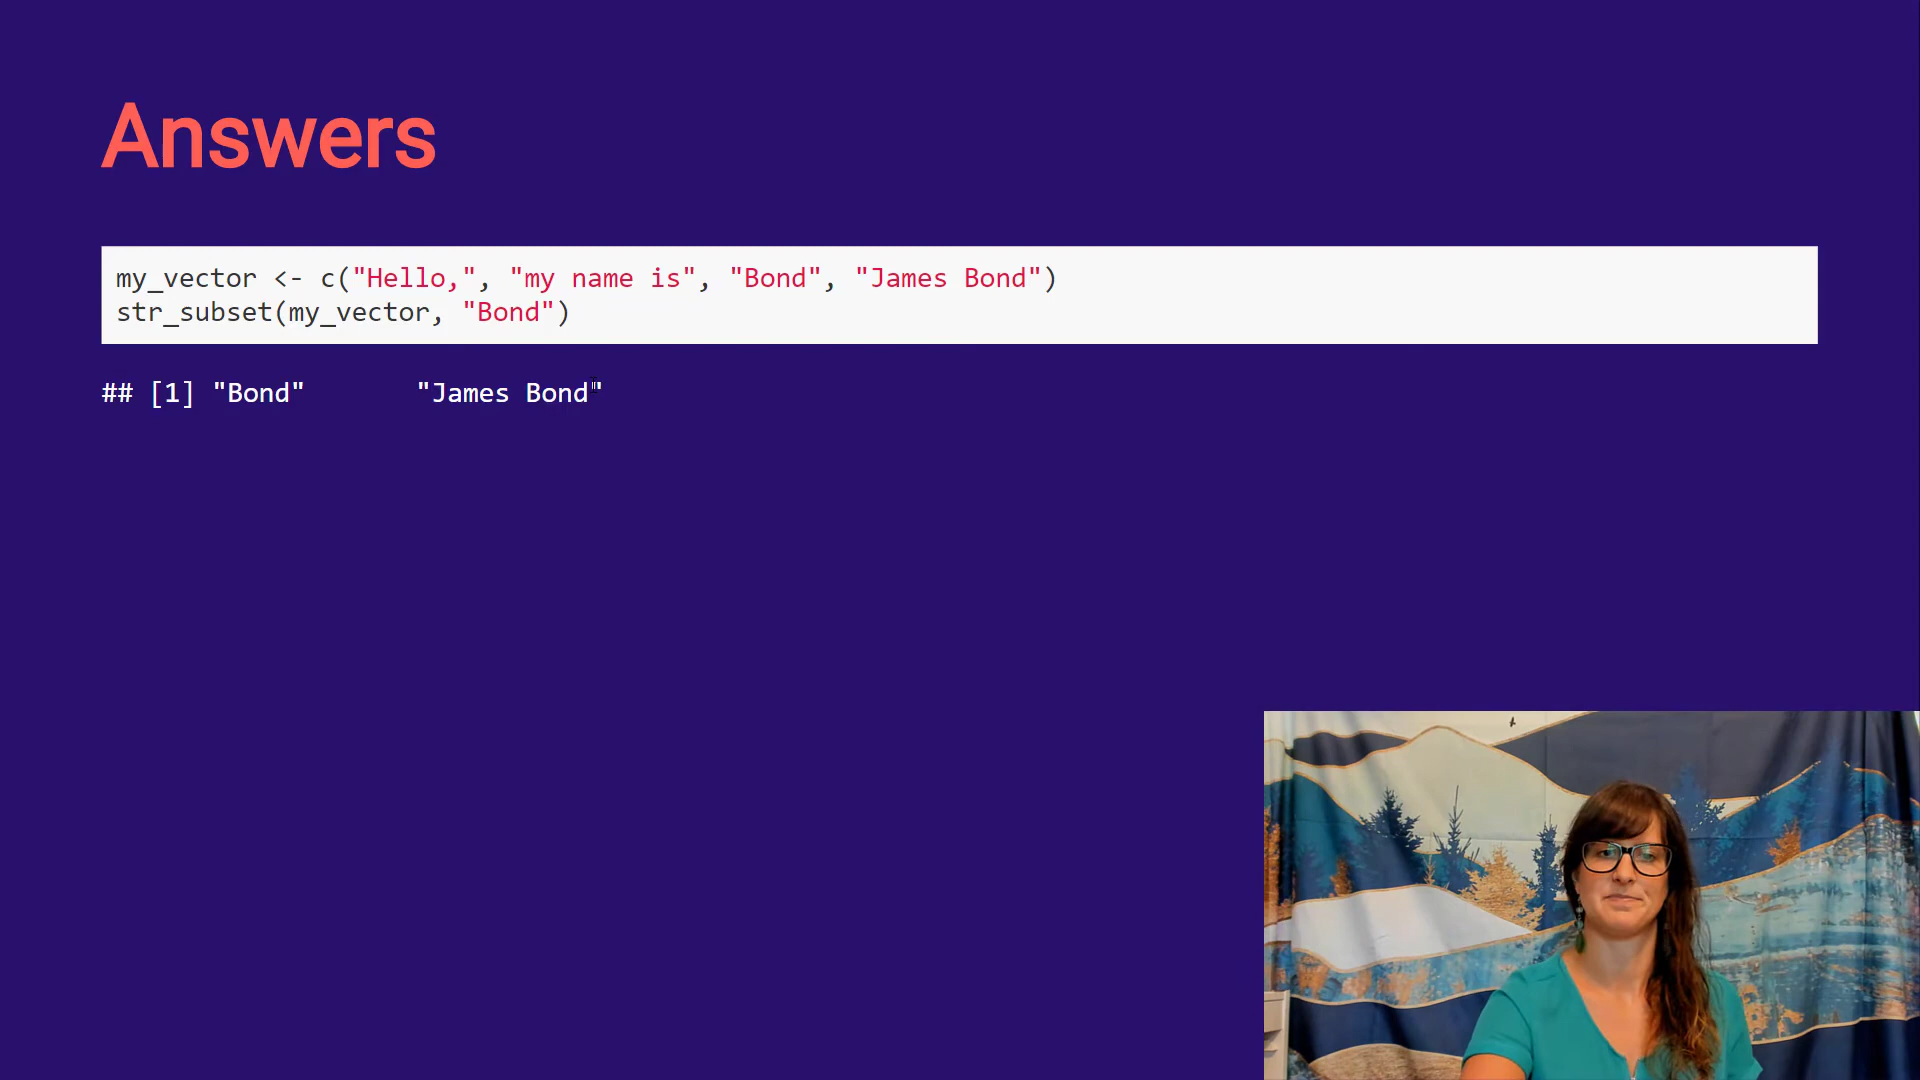 Answers
my_vector <- c("Hello,", "my name is", "Bond", "James Bond")
str_subset(my_vector, "Bond")
## [1] "Bond"       "James Bond"